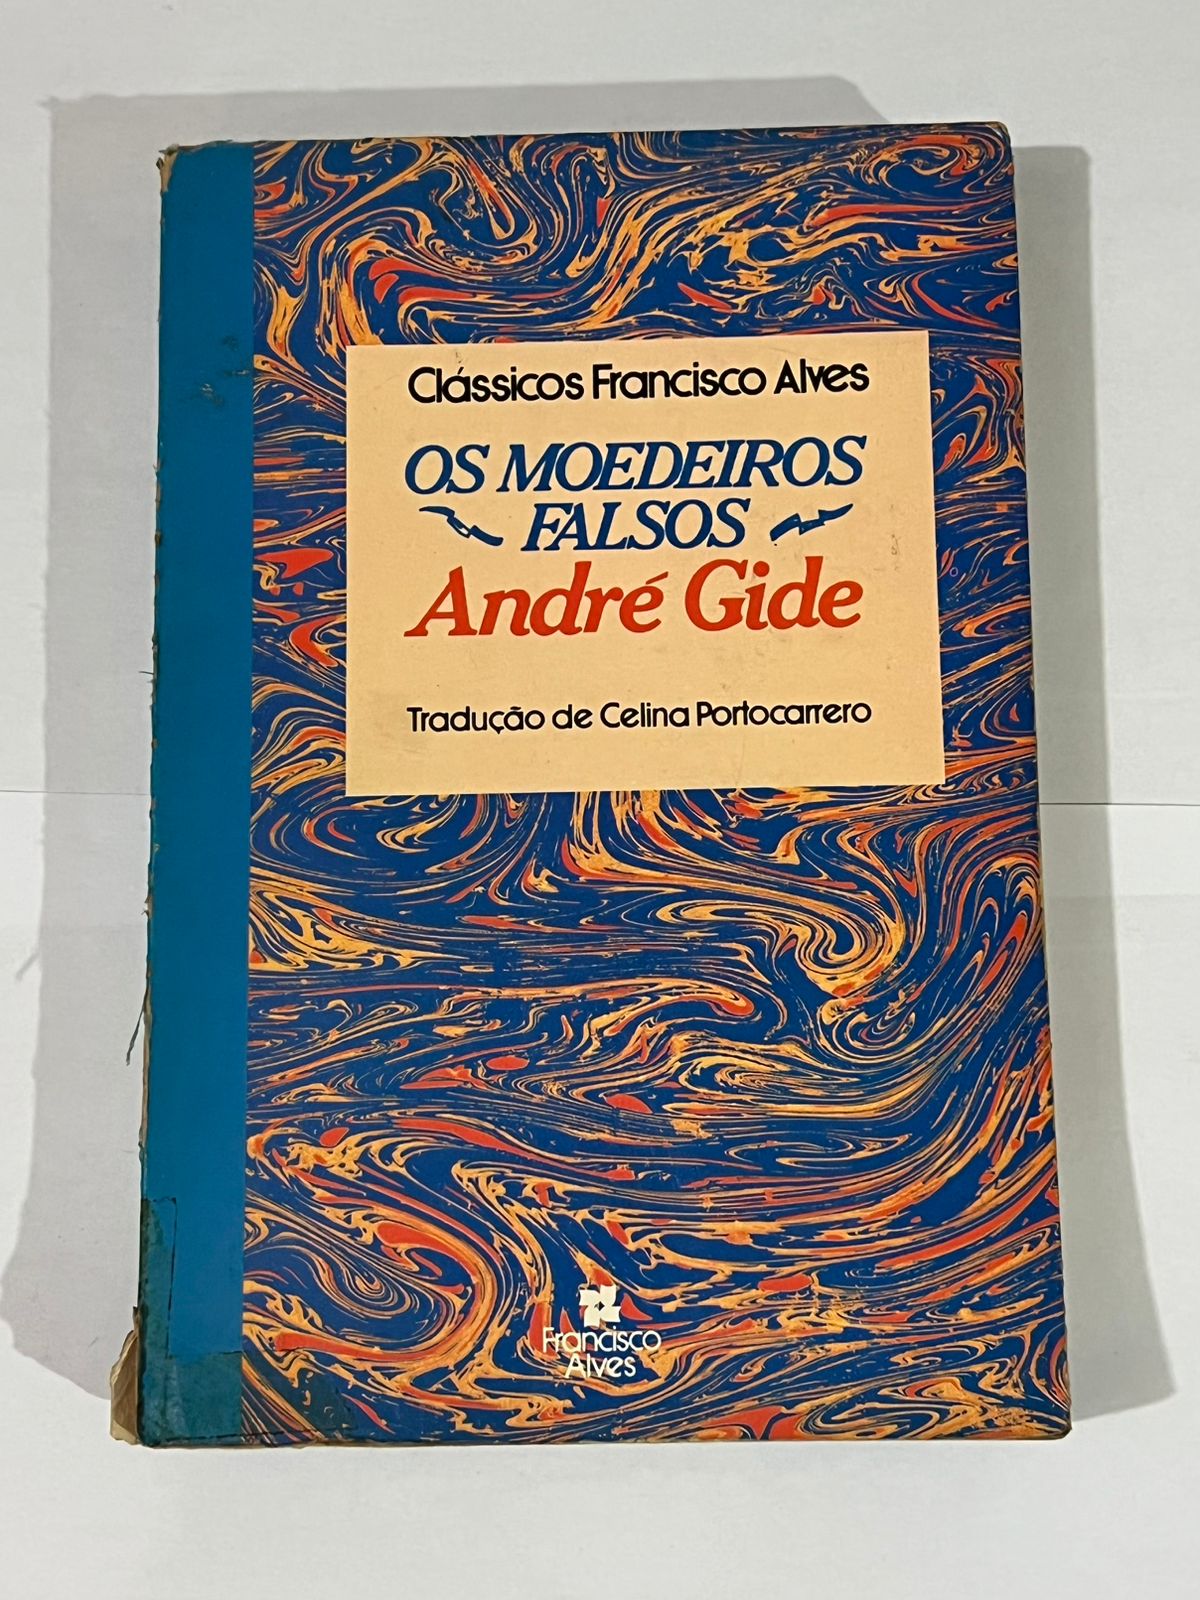 Clássicos Francisco Alves
OS MOEDEIROS
FALSOS
André Gide
Tradução de Celina Portocarrero
Francisco
Alves